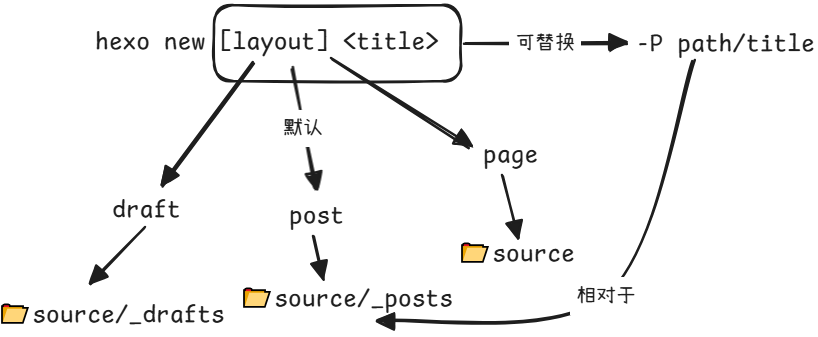 hexo new [layout] <title>
可替换
-P path/title
默认
page
draft
post
source
source/_drafts
source/_posts
相对于